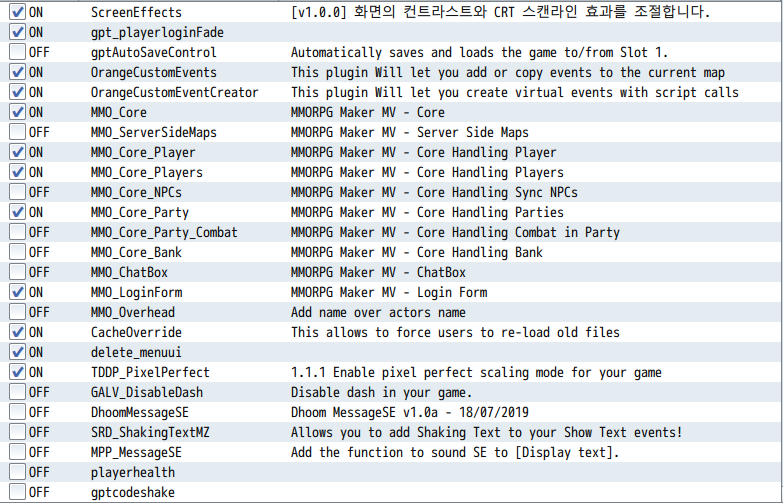 ON ScreenEffects [v1.0.0] 화면의 컨트라스트와 CRT 스캔라인 효과를 조절합니다.
ON gpt_playerloginFade
OFF gptAutoSaveControl Automatically saves and loads the game to/from Slot 1.
ON OrangeCustomEvents This plugin Will let you add or copy events to the current map
ON OrangeCustomEventCreator This plugin Will let you create virtual events with script calls
ON MMO_Core MMORPG Maker MV - Core
OFF MMO_ServerSideMaps MMORPG Maker MV - Server Side Maps
ON MMO_Core_Player MMORPG Maker MV - Core Handling Player
ON MMO_Core_Players MMORPG Maker MV - Core Handling Players
OFF MMO_Core_NPCs MMORPG Maker MV - Core Handling Sync NPCs
ON MMO_Core_Party MMORPG Maker MV - Core Handling Parties
OFF MMO_Core_Party_Combat MMORPG Maker MV - Core Handling Combat in Party
OFF MMO_Core_Bank MMORPG Maker MV - Core Handling Bank
OFF MMO_ChatBox MMORPG Maker MV - ChatBox
ON MMO_LoginForm MMORPG Maker MV - Login Form
OFF MMO_Overhead Add name over actors name
ON CacheOverride This allows to force users to re-load old files
ON delete_menuui
ON TDDP_PixelPerfect 1.1.1 Enable pixel perfect scaling mode for your game
OFF GALV_DisableDash Disable dash in your game.
OFF DhoomMessageSE Dhoom MessageSE v1.0a - 18/07/2019
OFF SRD_ShakingTextMZ Allows you to add Shaking Text to your Show Text events!
OFF MPP_MessageSE Add the function to sound SE to [Display text].
OFF playerhealth
OFF gptcodeshake